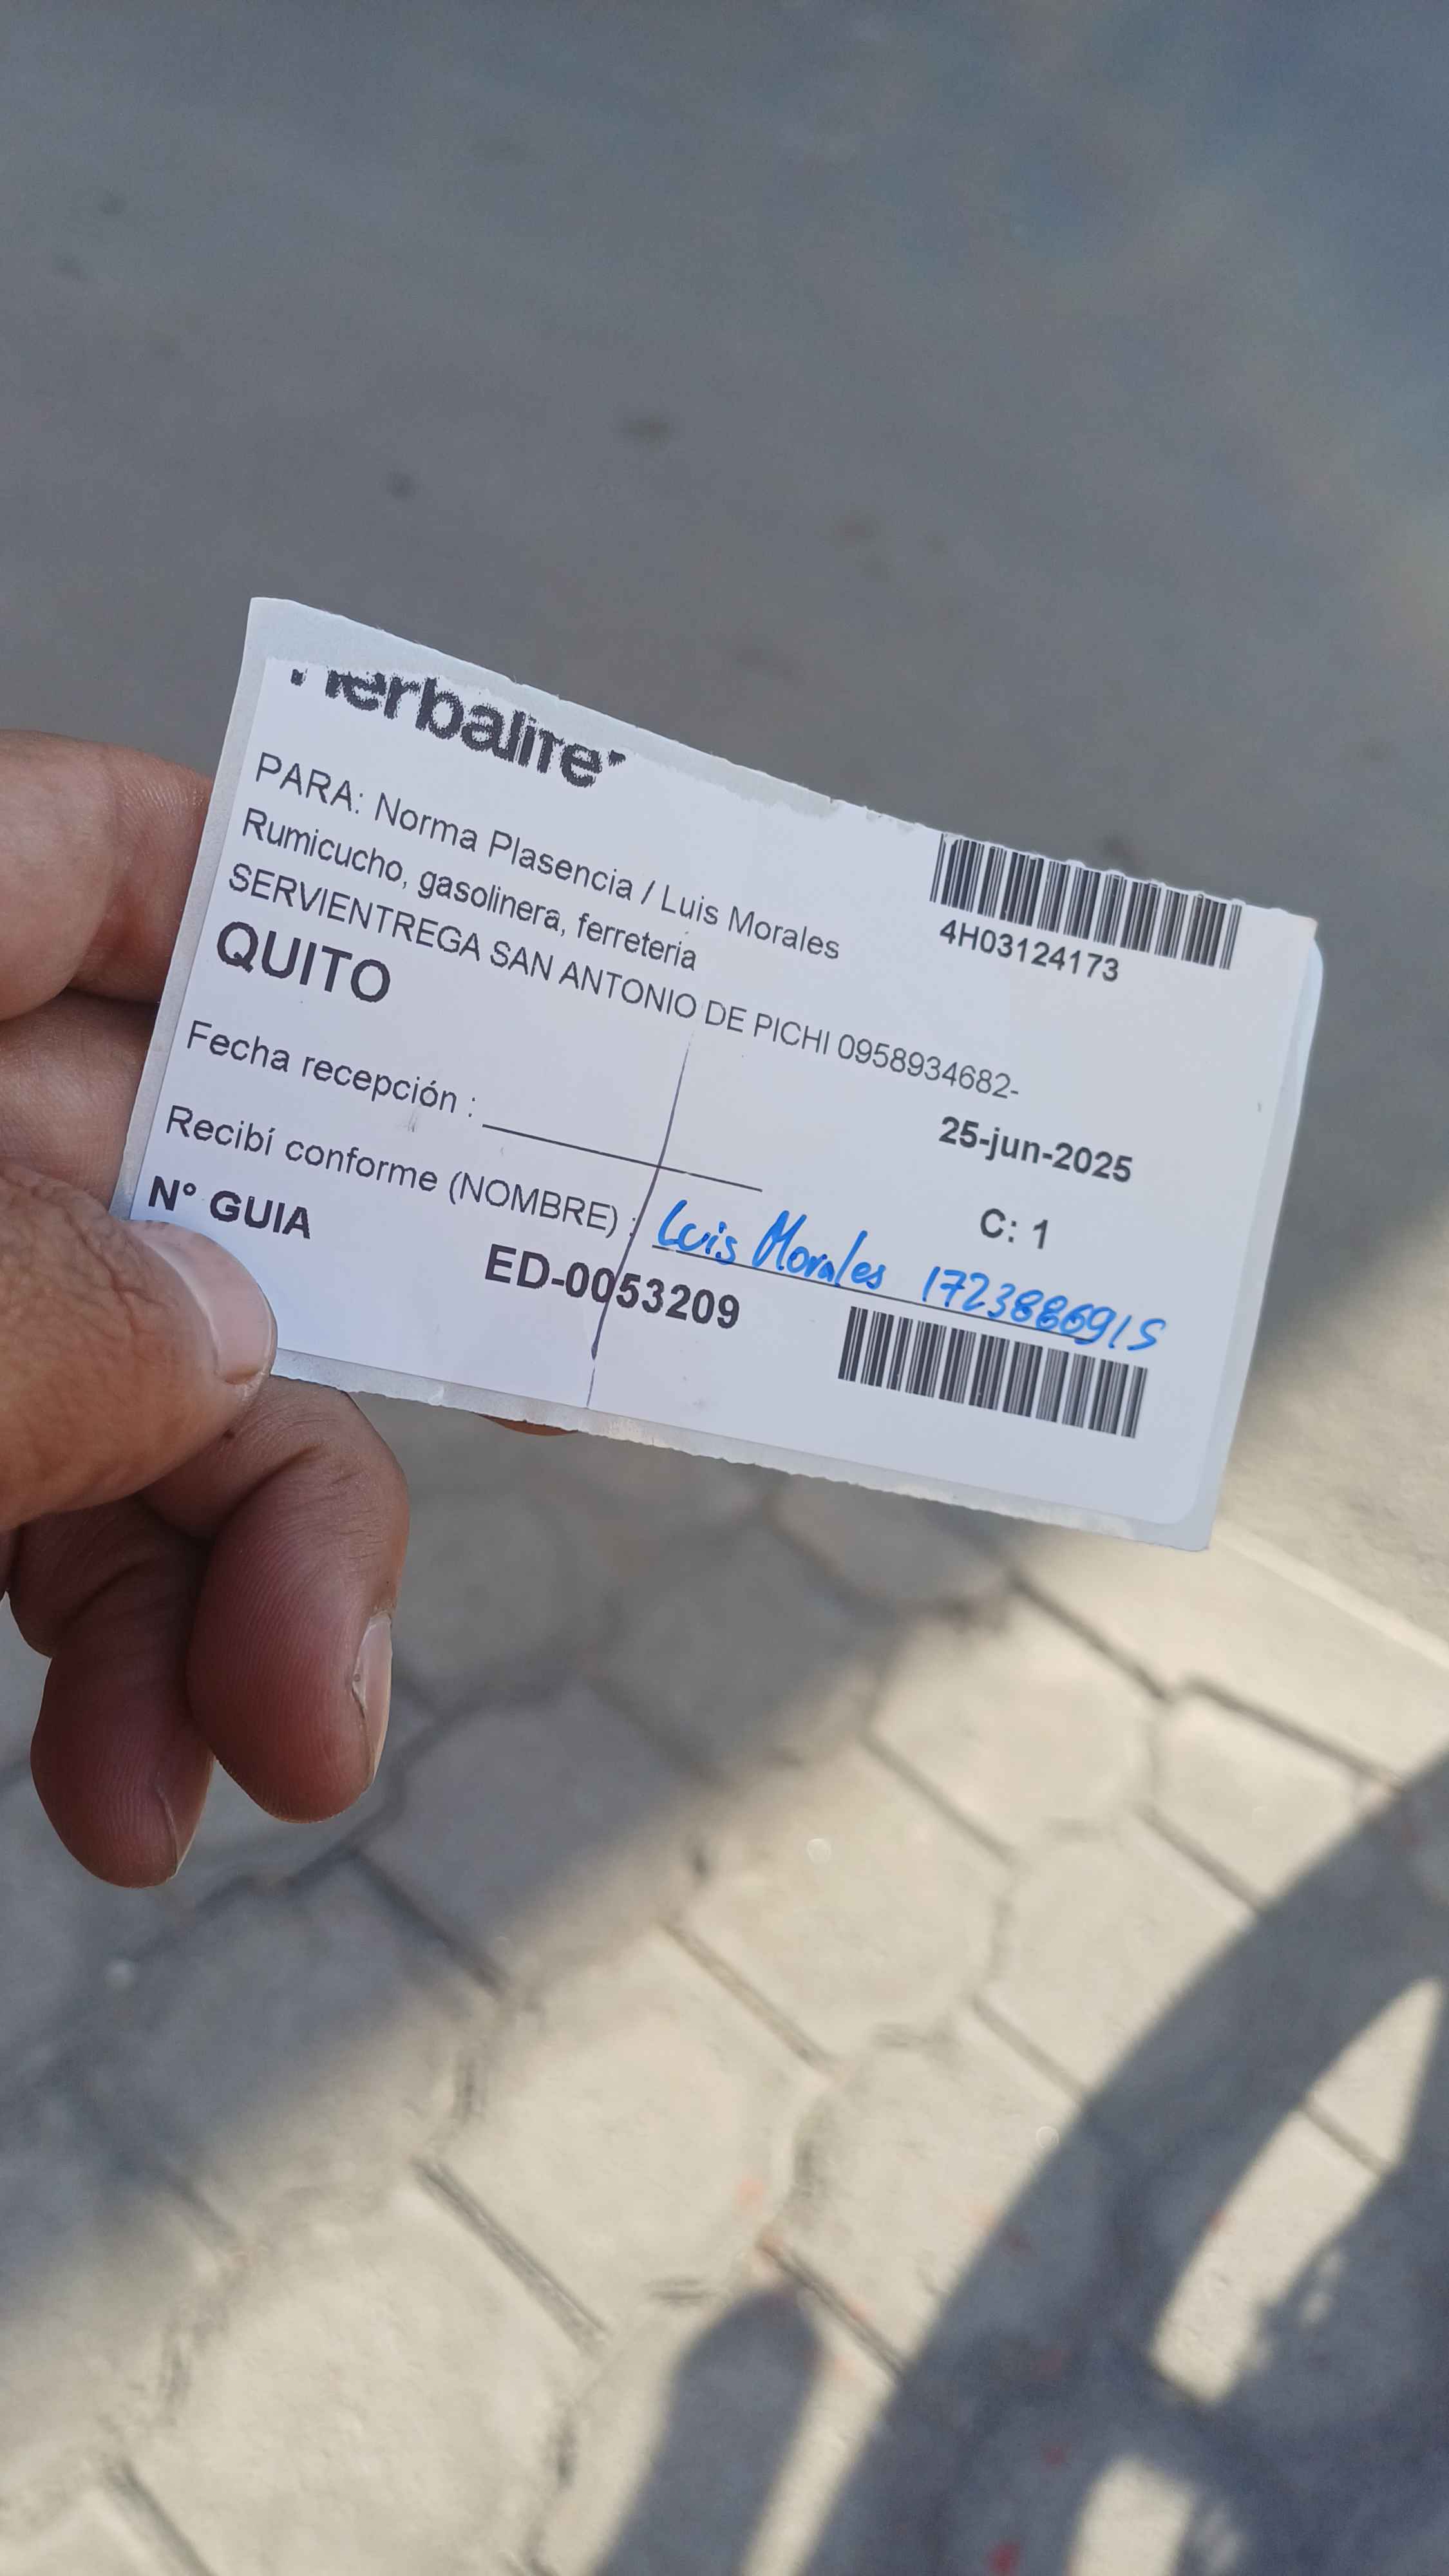 Herbalife
PARA: Norma Plasencia / Luis Morales
Rumicucho, gasolinera, ferreteria
SERVIENTREGA SAN ANTONIO DE PICHI 0958934682-
QUITO
4H03124173
Fecha recepción :
25-jun-2025
Recibí conforme (NOMBRE) : Luis Morales 1723886915
C: 1
N° GUIA
ED-0053209